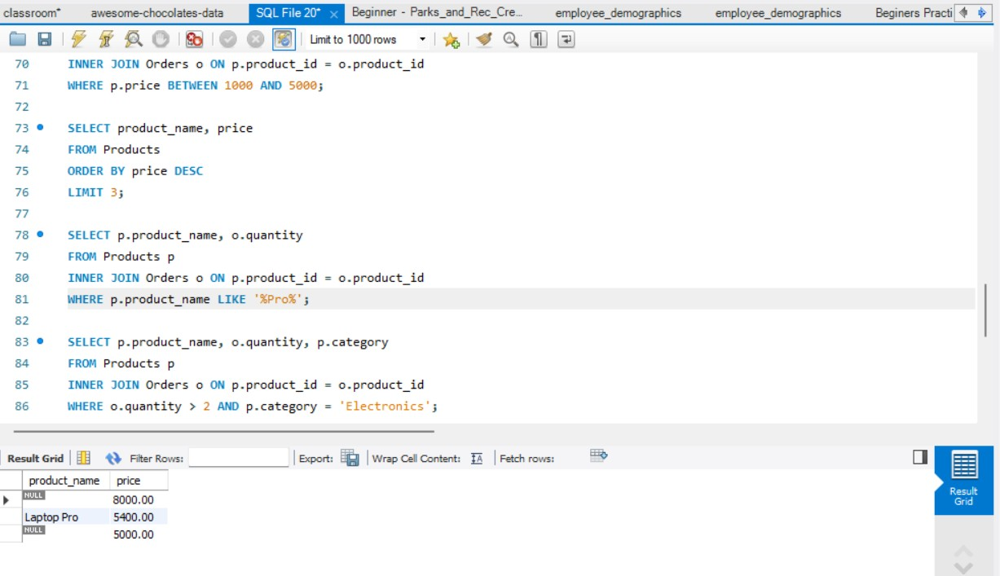 classroom* awesome-chocolates-data SQL File 20* Beginner - Parks_and_Rec_Cre... employee_demographics employee_demographics Beginers Practi
Limit to 1000 rows
70 INNER JOIN Orders o ON p.product_id = o.product_id
71 WHERE p.price BETWEEN 1000 AND 5000;
72
73 SELECT product_name, price
74 FROM Products
75 ORDER BY price DESC
76 LIMIT 3;
77
78 SELECT p.product_name, o.quantity
79 FROM Products p
80 INNER JOIN Orders o ON p.product_id = o.product_id
81 WHERE p.product_name LIKE '%Pro%';
82
83 SELECT p.product_name, o.quantity, p.category
84 FROM Products p
85 INNER JOIN Orders o ON p.product_id = o.product_id
86 WHERE o.quantity > 2 AND p.category = 'Electronics';
Result Grid Filter Rows: Export: Wrap Cell Content: IA Fetch rows:
product_name price
NULL 8000.00
Laptop Pro 5400.00
NULL 5000.00
Result
Grid